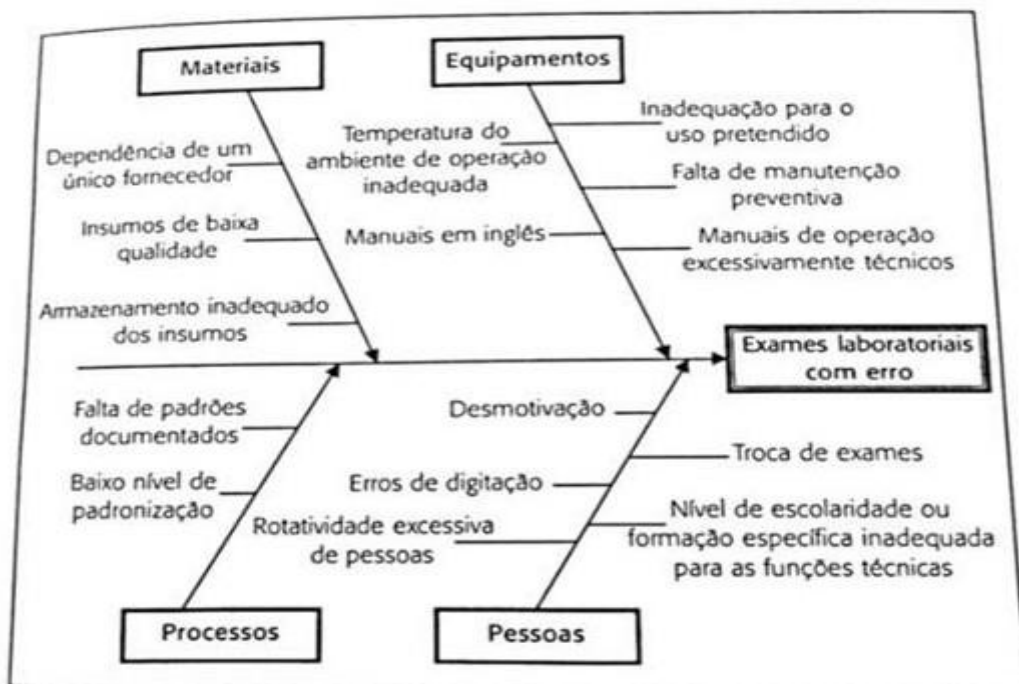 Materiais
Equipamentos
Dependência de um
único fornecedor
Insumos de baixa
qualidade
Armazenamento inadequado
dos insumos
Temperatura do
ambiente de operação
inadequada
Manuais em inglês
Inadequação para o
uso pretendido
Falta de manutenção
preventiva
Manuais de operação
excessivamente técnicos
Exames laboratoriais
com erro
Falta de padrões
documentados
Baixo nível de
padronização
Desmotivação
Erros de digitação
Rotatividade excessiva
de pessoas
Troca de exames
Nível de escolaridade ou
formação específica inadequada
para as funções técnicas
Processos
Pessoas